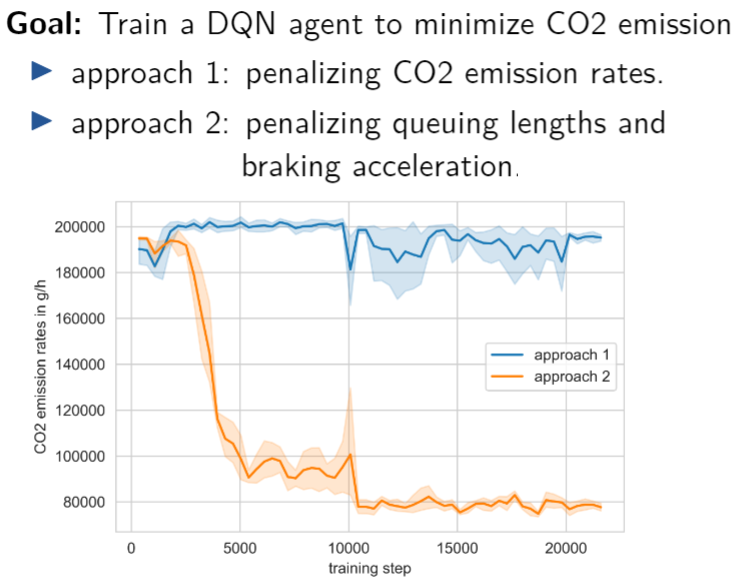 Goal: Train a DQN agent to minimize CO2 emission
approach 1: penalizing CO2 emission rates.
approach 2: penalizing queuing lengths and
braking acceleration.
200000
180000
160000
140000
120000
100000
80000
CO2 emission rates in g/h
approach 1
approach 2
0 5000 10000 15000 20000
training step